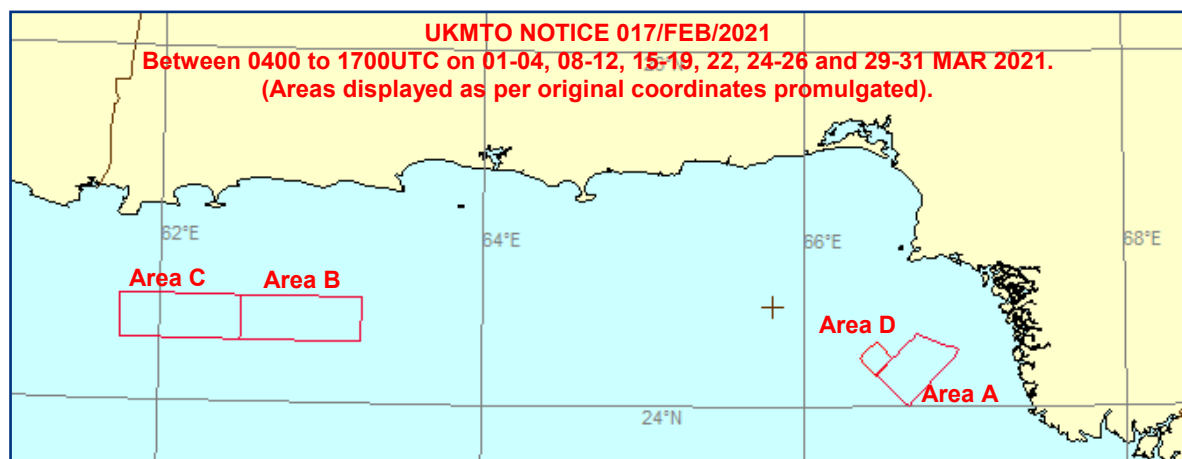 UKMTO NOTICE 017/FEB/2021
Between 0400 to 1700UTC on 01-04, 08-12, 15-19, 22, 24-26 and 29-31 MAR 2021.
(Areas displayed as per original coordinates promulgated).
62°E
64°E
66°E
68°E
Area C
Area B
Area D
Area A
24°N